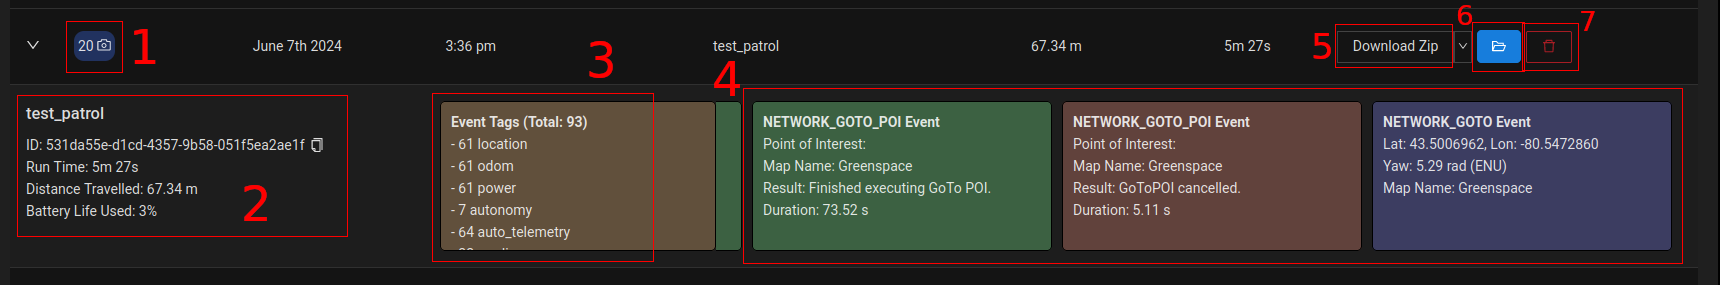 20 1 June 7th 2024 3:36 pm 3 test_patrol 67.34 m 5m 27s 5 Download Zip 6 7
4
test_patrol
ID: 531da55e-d1cd-4357-9b58-051f5ea2ae1f
Run Time: 5m 27s
Distance Travelled: 67.34 m
Battery Life Used: 3%
2
Event Tags (Total: 93)
- 61 location
- 61 odom
- 61 power
- 7 autonomy
- 64 auto_telemetry
NETWORK_GOTO_POI Event
Point of Interest:
Map Name: Greenspace
Result: Finished executing GoTo POI.
Duration: 73.52 s
NETWORK_GOTO_POI Event
Point of Interest:
Map Name: Greenspace
Result: GoToPOI cancelled.
Duration: 5.11 s
NETWORK_GOTO Event
Lat: 43.5006962, Lon: -80.5472860
Yaw: 5.29 rad (ENU)
Map Name: Greenspace